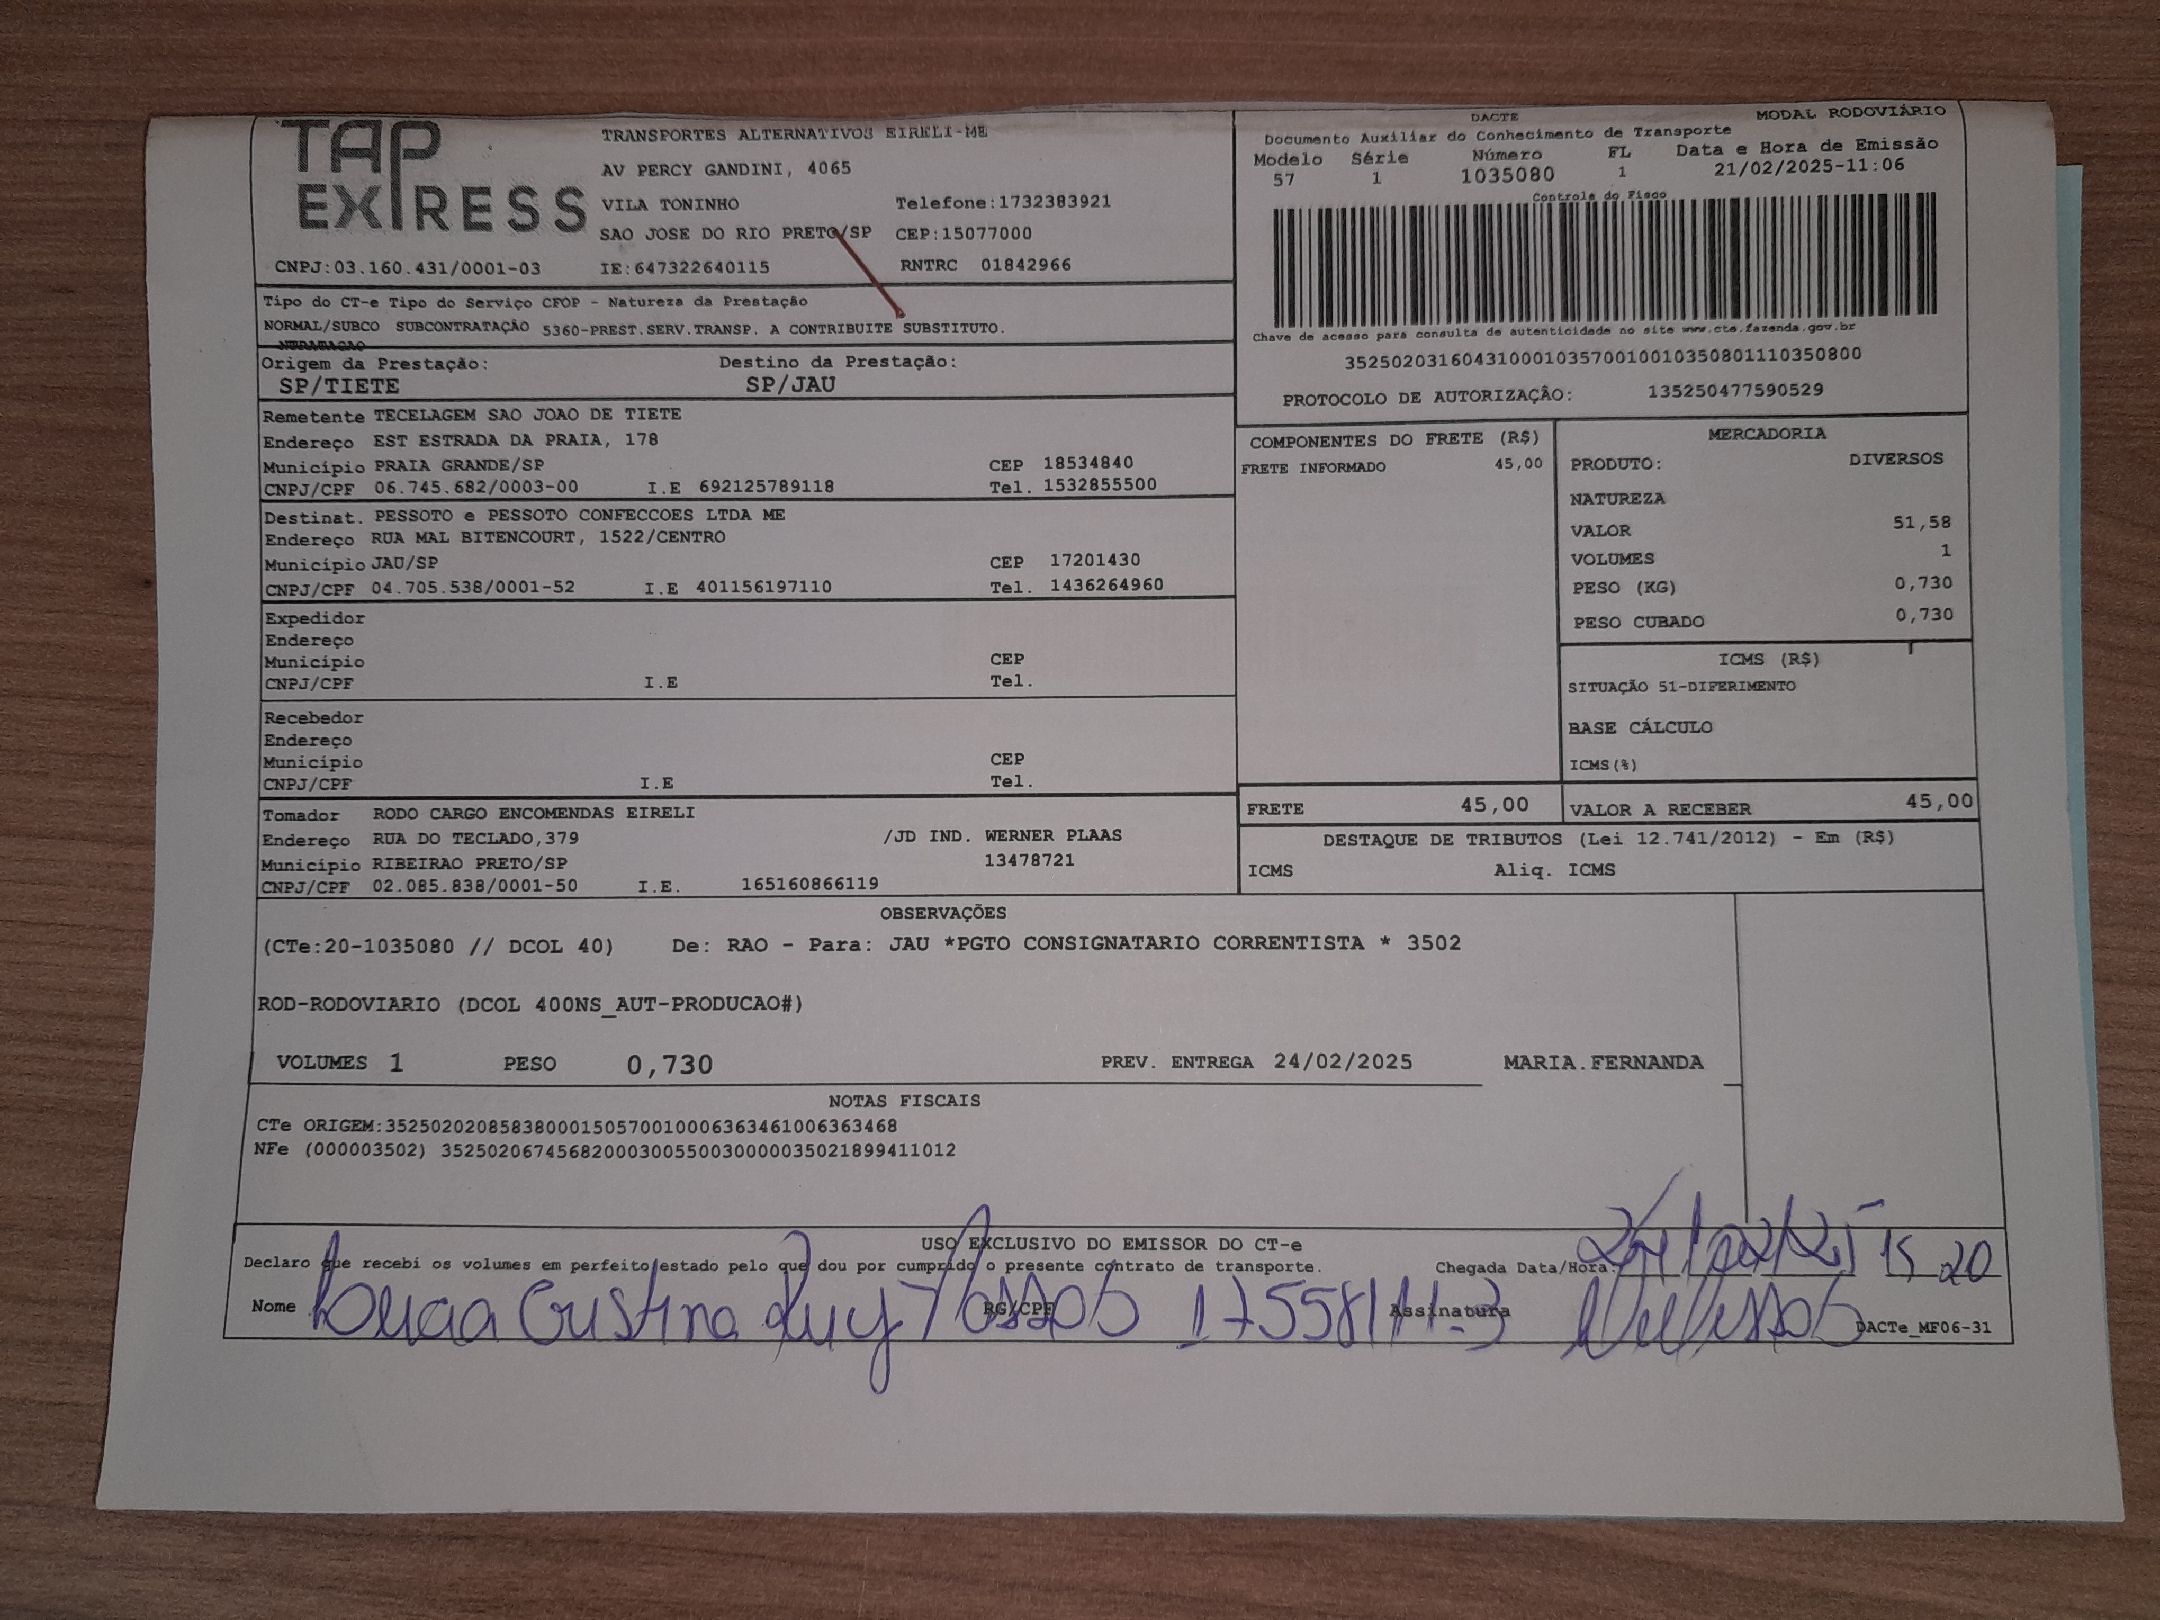 TAP EXPRESS
TRANSPORTES ALTERNATIVOS EIRELI-ME
AV PERCY GANDINI, 4065
VILA TONINHO Telefone:1732383921
SAO JOSE DO RIO PRETO/SP CEP:15077000
CNPJ:03.160.431/0001-03 IE:647322640115 RNTRC 01842966
DACTE MODAL RODOVIÁRIO
Documento Auxiliar do Conhecimento de Transporte
Modelo Série Número FL Data e Hora de Emissão
57 1 1035080 1 21/02/2025-11:06
Controle do Fisco
Chave de acesso para consulta de autenticidade no site www.cte.fazenda.gov.br
35250203160431000103570010010350801110350800
PROTOCOLO DE AUTORIZAÇÃO: 135250477590529
Tipo do CT-e Tipo do Serviço CFOP - Natureza da Prestação
NORMAL/SUBCO SUBCONTRATAÇÃO 5360-PREST.SERV.TRANSP. A CONTRIBUITE SUBSTITUTO.
NTRATACAO
Origem da Prestação: Destino da Prestação:
SP/TIETE SP/JAU
Remetente TECELAGEM SAO JOAO DE TIETE
Endereço EST ESTRADA DA PRAIA, 178
Município PRAIA GRANDE/SP CEP 18534840
CNPJ/CPF 06.745.682/0003-00 I.E 692125789118 Tel. 1532855500
Destinat. PESSOTO e PESSOTO CONFECCOES LTDA ME
Endereço RUA MAL BITENCOURT, 1522/CENTRO
Município JAU/SP CEP 17201430
CNPJ/CPF 04.705.538/0001-52 I.E 401156197110 Tel. 1436264960
Expedidor
Endereço
Município CEP
CNPJ/CPF I.E Tel.
Recebedor
Endereço
Município CEP
CNPJ/CPF I.E Tel.
Tomador RODO CARGO ENCOMENDAS EIRELI
Endereço RUA DO TECLADO,379 /JD IND. WERNER PLAAS
Município RIBEIRAO PRETO/SP 13478721
CNPJ/CPF 02.085.838/0001-50 I.E. 165160866119
COMPONENTES DO FRETE (R$)
FRETE INFORMADO 45,00
MERCADORIA
PRODUTO: DIVERSOS
NATUREZA
VALOR 51,58
VOLUMES 1
PESO (KG) 0,730
PESO CUBADO 0,730
ICMS (R$)
SITUAÇÃO 51-DIFERIMENTO
BASE CÁLCULO
ICMS(%)
FRETE 45,00 VALOR A RECEBER 45,00
DESTAQUE DE TRIBUTOS (Lei 12.741/2012) - Em (R$)
ICMS Aliq. ICMS
OBSERVAÇÕES
(CTe:20-1035080 // DCOL 40) De: RAO - Para: JAU *PGTO CONSIGNATARIO CORRENTISTA * 3502
ROD-RODOVIARIO (DCOL 400NS_AUT-PRODUCAO#)
VOLUMES 1 PESO 0,730 PREV. ENTREGA 24/02/2025 MARIA.FERNANDA
NOTAS FISCAIS
CTe ORIGEM:35250202085838000150570010006363461006363468
NFe (000003502) 35250206745682000300550030000035021899411012
USO EXCLUSIVO DO EMISSOR DO CT-e
Declaro que recebi os volumes em perfeito estado pelo que dou por cumprido o presente contrato de transporte. Chegada Data/Hora: 24/02/25 15 20
Nome Cristina RG/CPF Assinatura
DACTe_MF06-31